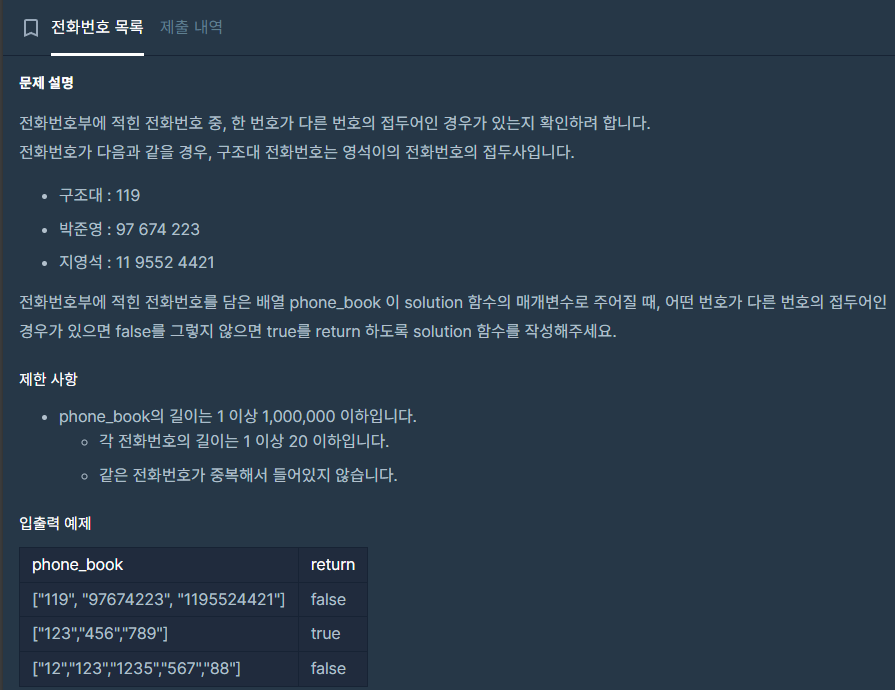 전화번호 목록 제출 내역
문제 설명
전화번호부에 적힌 전화번호 중, 한 번호가 다른 번호의 접두어인 경우가 있는지 확인하려 합니다.
전화번호가 다음과 같을 경우, 구조대 전화번호는 영석이의 전화번호의 접두사입니다.
• 구조대 : 119
• 박준영 : 97 674 223
• 지영석 : 11 9552 4421
전화번호부에 적힌 전화번호를 담은 배열 phone_book 이 solution 함수의 매개변수로 주어질 때, 어떤 번호가 다른 번호의 접두어인
경우가 있으면 false를 그렇지 않으면 true를 return 하도록 solution 함수를 작성해주세요.
제한 사항
• phone_book의 길이는 1 이상 1,000,000 이하입니다.
◦ 각 전화번호의 길이는 1 이상 20 이하입니다.
◦ 같은 전화번호가 중복해서 들어있지 않습니다.
입출력 예제
phone_book return
["119", "97674223", "1195524421"] false
["123","456","789"] true
["12","123","1235","567","88"] false